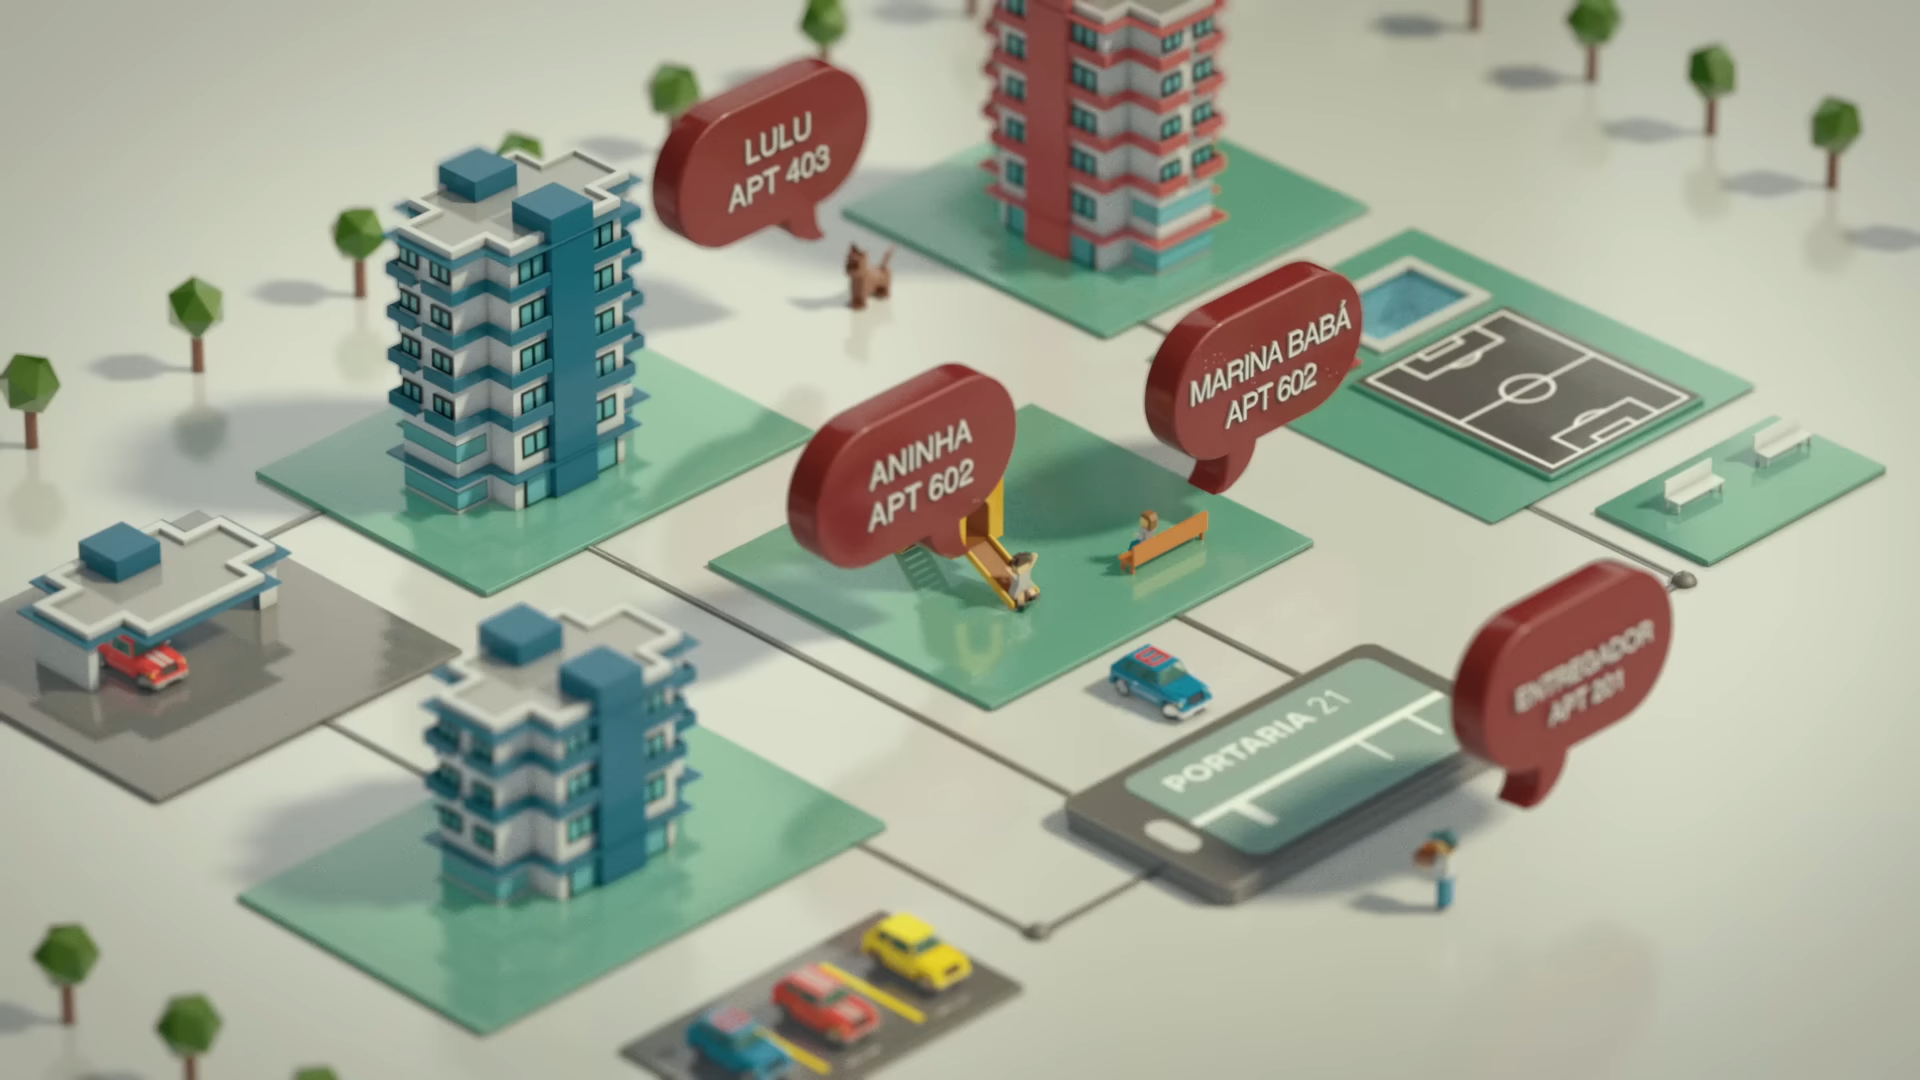 LULU
APT 403
MARINA BABÁ
APT 602
ANINHA
APT 602
ENTREGADOR
APT 201
PORTARIA 21